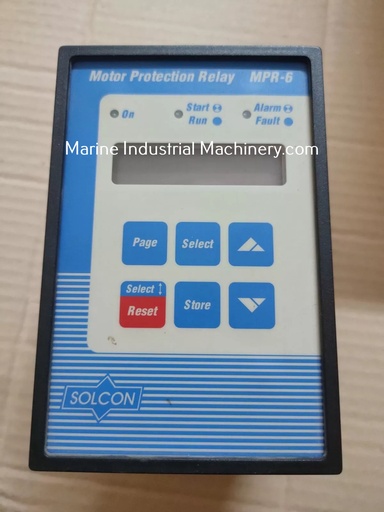 Motor Protection Relay MPR-6
On
Start
Run
Alarm
Fault
Marine Industrial Machinery.com
Page
Select
Select
Reset
Store
SOLCON